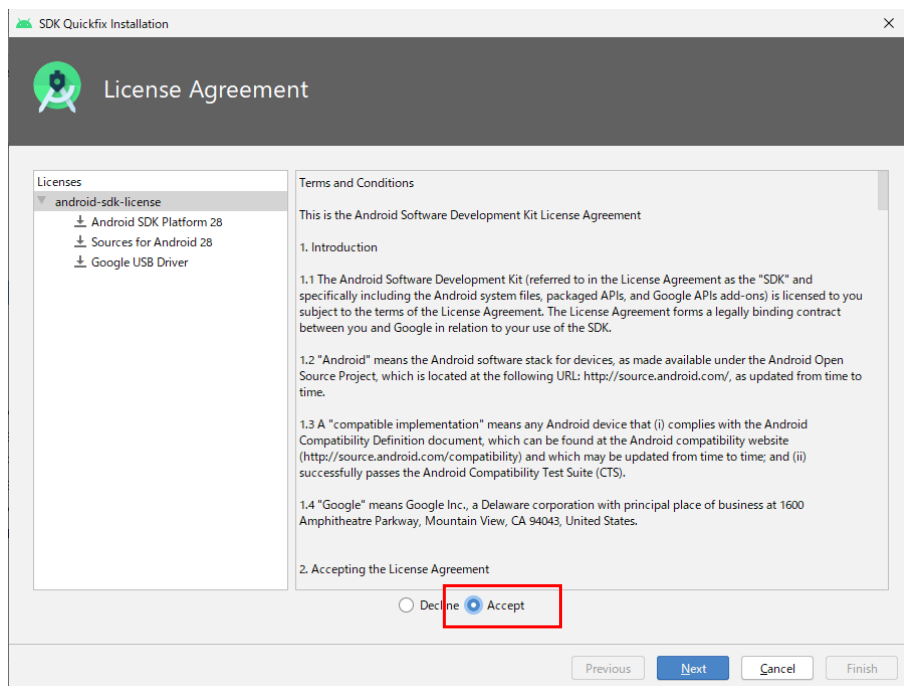 SDK Quickfix Installation
License Agreement
Licenses
android-sdk-license
Android SDK Platform 28
Sources for Android 28
Google USB Driver
Terms and Conditions
This is the Android Software Development Kit License Agreement
1. Introduction
1.1 The Android Software Development Kit (referred to in the License Agreement as the "SDK" and
specifically including the Android system files, packaged APIs, and Google APIs add-ons) is licensed to you
subject to the terms of the License Agreement. The License Agreement forms a legally binding contract
between you and Google in relation to your use of the SDK.
1.2 "Android" means the Android software stack for devices, as made available under the Android Open
Source Project, which is located at the following URL: http://source.android.com/, as updated from time to
time.
1.3 A "compatible implementation" means any Android device that (i) complies with the Android
Compatibility Definition document, which can be found at the Android compatibility website
(http://source.android.com/compatibility) and which may be updated from time to time; and (ii)
successfully passes the Android Compatibility Test Suite (CTS).
1.4 "Google" means Google Inc., a Delaware corporation with principal place of business at 1600
Amphitheatre Parkway, Mountain View, CA 94043, United States.
2. Accepting the License Agreement
Decline Accept
Previous Next Cancel Finish